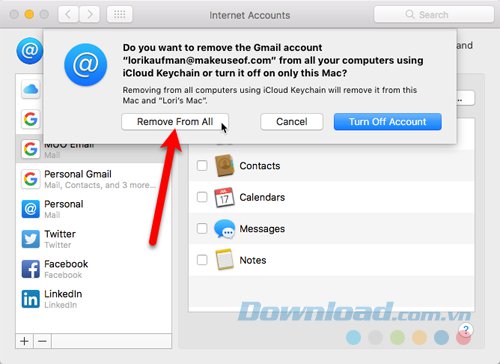 Internet Accounts
Search
Do you want to remove the Gmail account
“lorikaufman@makeuseof.com” from all your computers using
iCloud Keychain or turn it off on only this Mac?
Removing from all computers using iCloud Keychain will remove it from this
Mac and “Lori’s Mac”.
Remove From All
Cancel
Turn Off Account
and
...
MUO Email
Mail
Personal Gmail
Mail, Contacts, and 3 more...
Personal
Mail
Twitter
Twitter
Facebook
Facebook
LinkedIn
LinkedIn
Contacts
17
Calendars
Messages
Notes
+ −
?
Download.com.vn